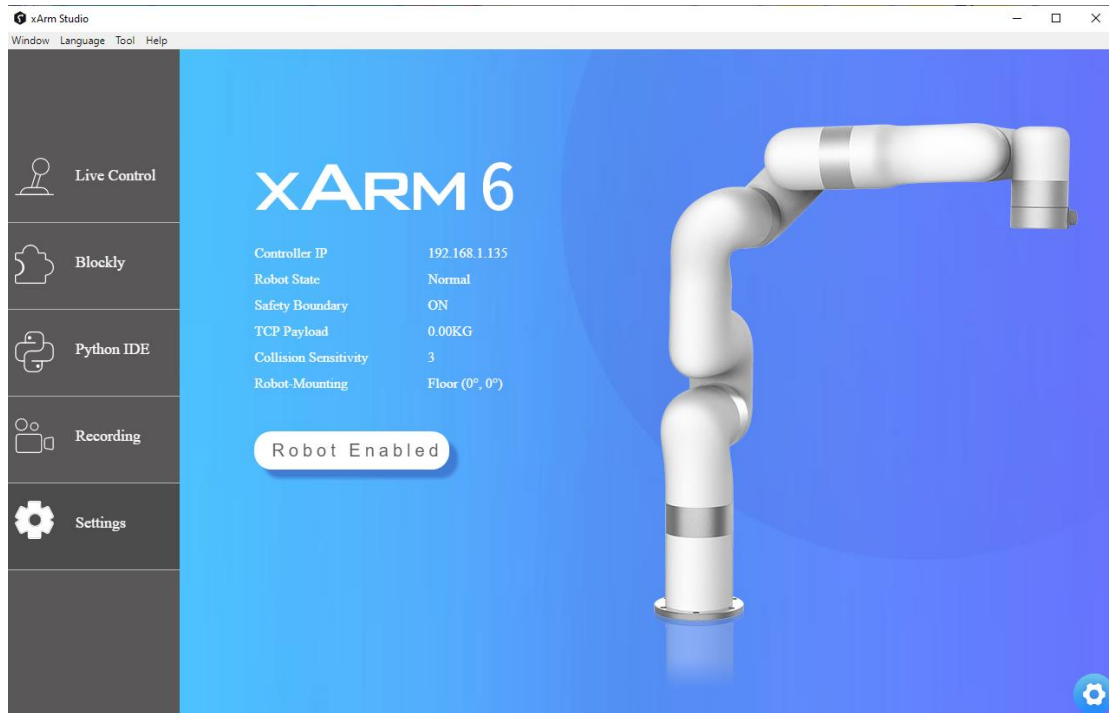 xArm Studio
Window Language Tool Help
Live Control
Blockly
Python IDE
Recording
Settings
XARM 6
Controller IP 192.168.1.135
Robot State Normal
Safety Boundary ON
TCP Payload 0.00KG
Collision Sensitivity 3
Robot-Mounting Floor (0°, 0°)
Robot Enabled